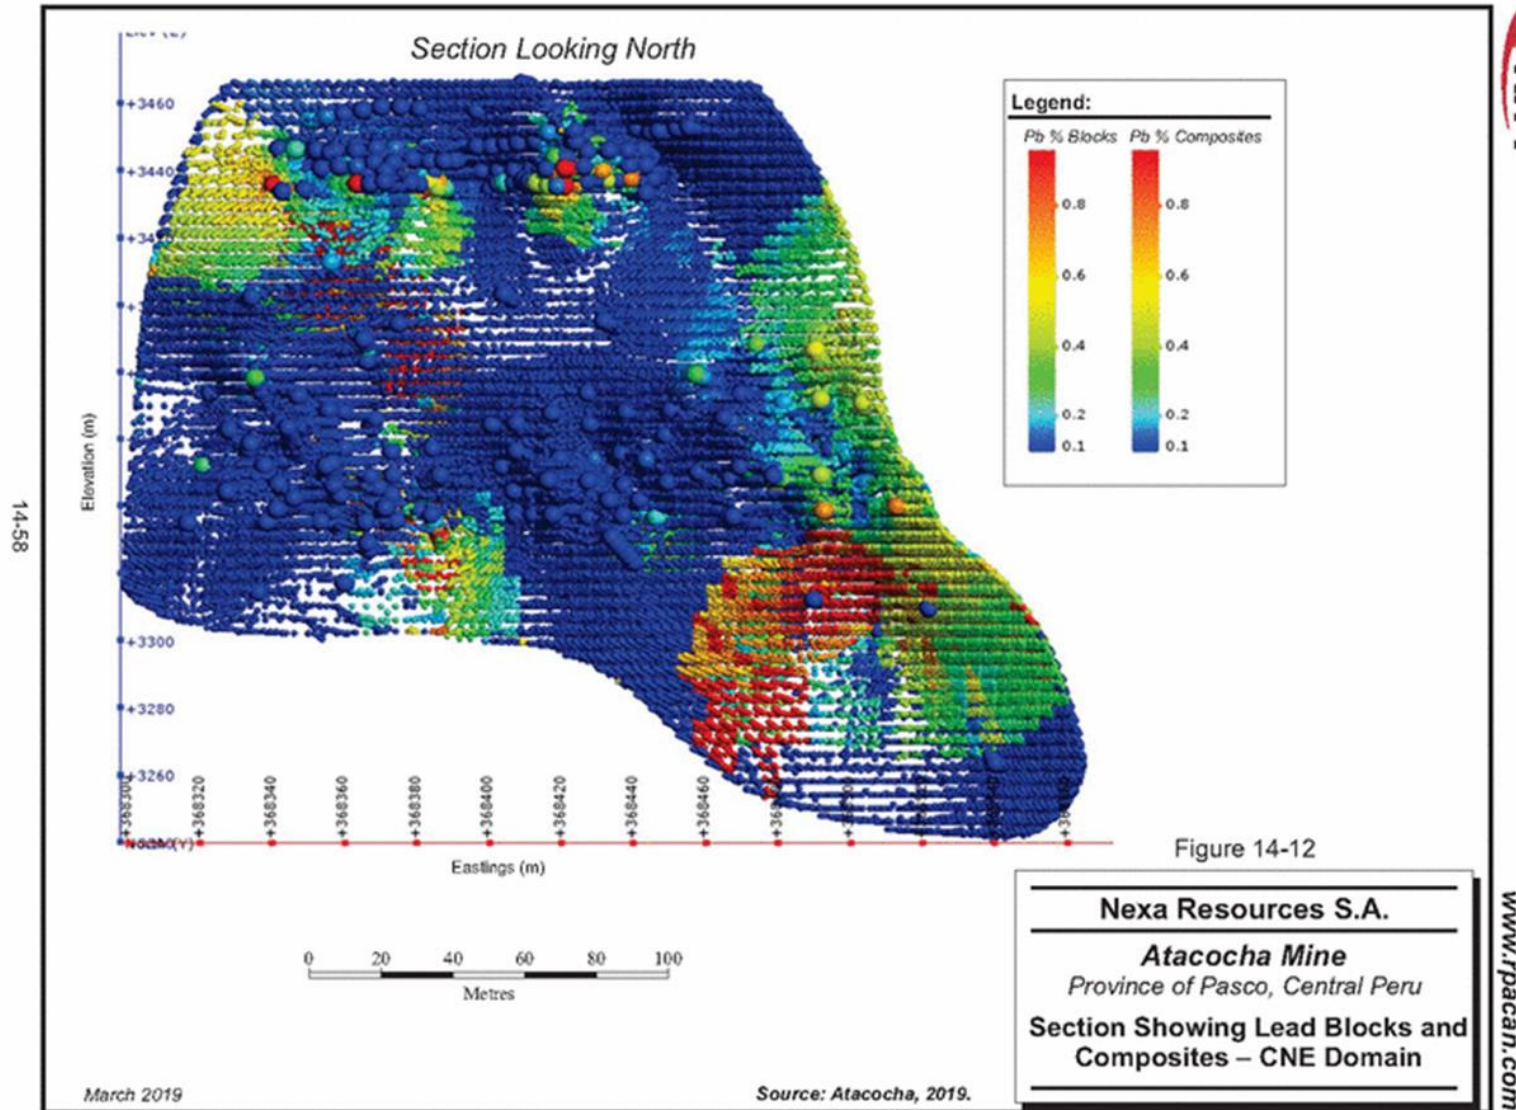 Section Looking North
+3460
+3440
Legend:
Pb % Blocks Pb % Composites
0.8 0.8
0.6 0.6
0.4 0.4
0.2 0.2
0.1 0.1
Elevation (m)
14-58
+3300
+3280
+3260
+368320
+368340
+368360
+368380
+368400
+368420
+368440
+368460
Eastings (m)
0 20 40 60 80 100
Metres
Figure 14-12
Nexa Resources S.A.
Atacocha Mine
Province of Pasco, Central Peru
Section Showing Lead Blocks and
Composites – CNE Domain
March 2019
Source: Atacocha, 2019.
www.rpacan.com